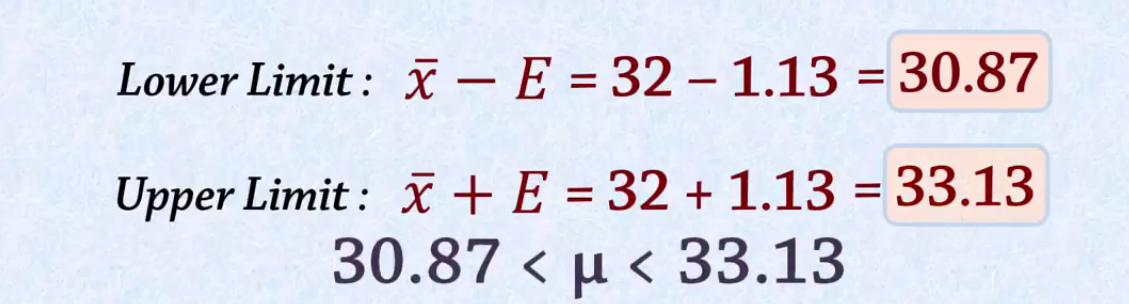 Lower Limit : x̄ − E = 32 − 1.13 = 30.87
Upper Limit : x̄ + E = 32 + 1.13 = 33.13
30.87 < μ < 33.13